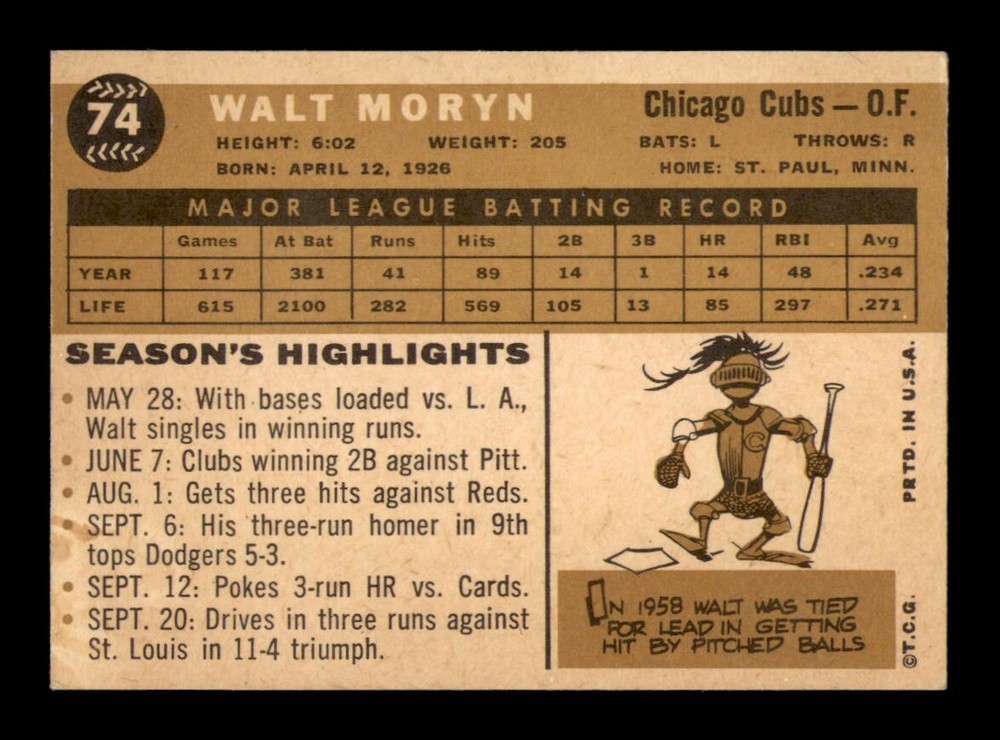 74
WALT MORYN
Chicago Cubs — O.F.
HEIGHT: 6:02 WEIGHT: 205 BATS: L THROWS: R
BORN: APRIL 12, 1926 HOME: ST. PAUL, MINN.
MAJOR LEAGUE BATTING RECORD
Games At Bat Runs Hits 2B 3B HR RBI Avg
YEAR 117 381 41 89 14 1 14 48 .234
LIFE 615 2100 282 569 105 13 85 297 .271
SEASON'S HIGHLIGHTS
• MAY 28: With bases loaded vs. L. A.,
Walt singles in winning runs.
• JUNE 7: Clubs winning 2B against Pitt.
• AUG. 1: Gets three hits against Reds.
• SEPT. 6: His three-run homer in 9th
tops Dodgers 5-3.
• SEPT. 12: Pokes 3-run HR vs. Cards.
• SEPT. 20: Drives in three runs against
St. Louis in 11-4 triumph.
C
IN 1958 WALT WAS TIED
FOR LEAD IN GETTING
HIT BY PITCHED BALLS
©T.C.G. PRTD. IN U.S.A.